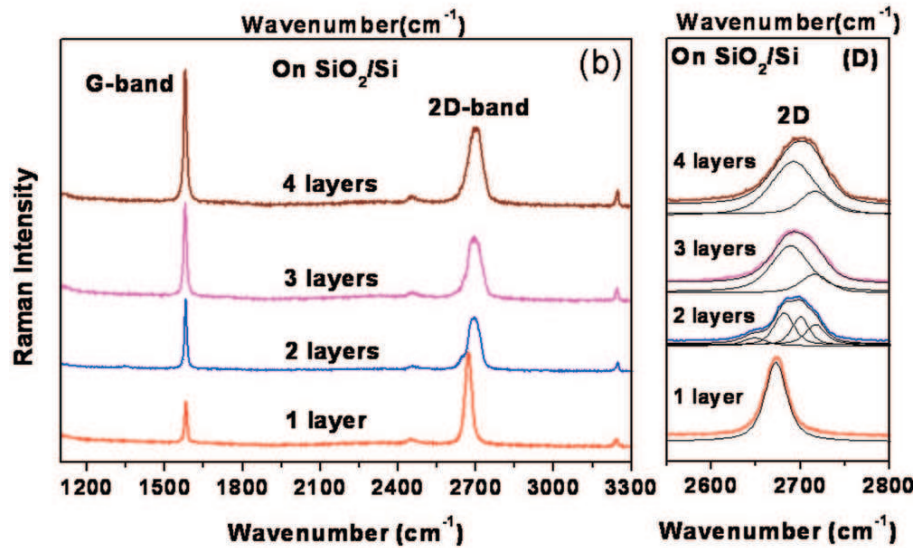 Wavenumber(cm⁻¹)
On SiO₂/Si
(b)
G-band
2D-band
4 layers
3 layers
2 layers
1 layer
Raman Intensity
1200 1500 1800 2100 2400 2700 3000 3300
Wavenumber (cm⁻¹)
Wavenumber(cm⁻¹)
On SiO₂/Si (D)
2D
4 layers
3 layers
2 layers
1 layer
2600 2700 2800
Wavenumber (cm⁻¹)